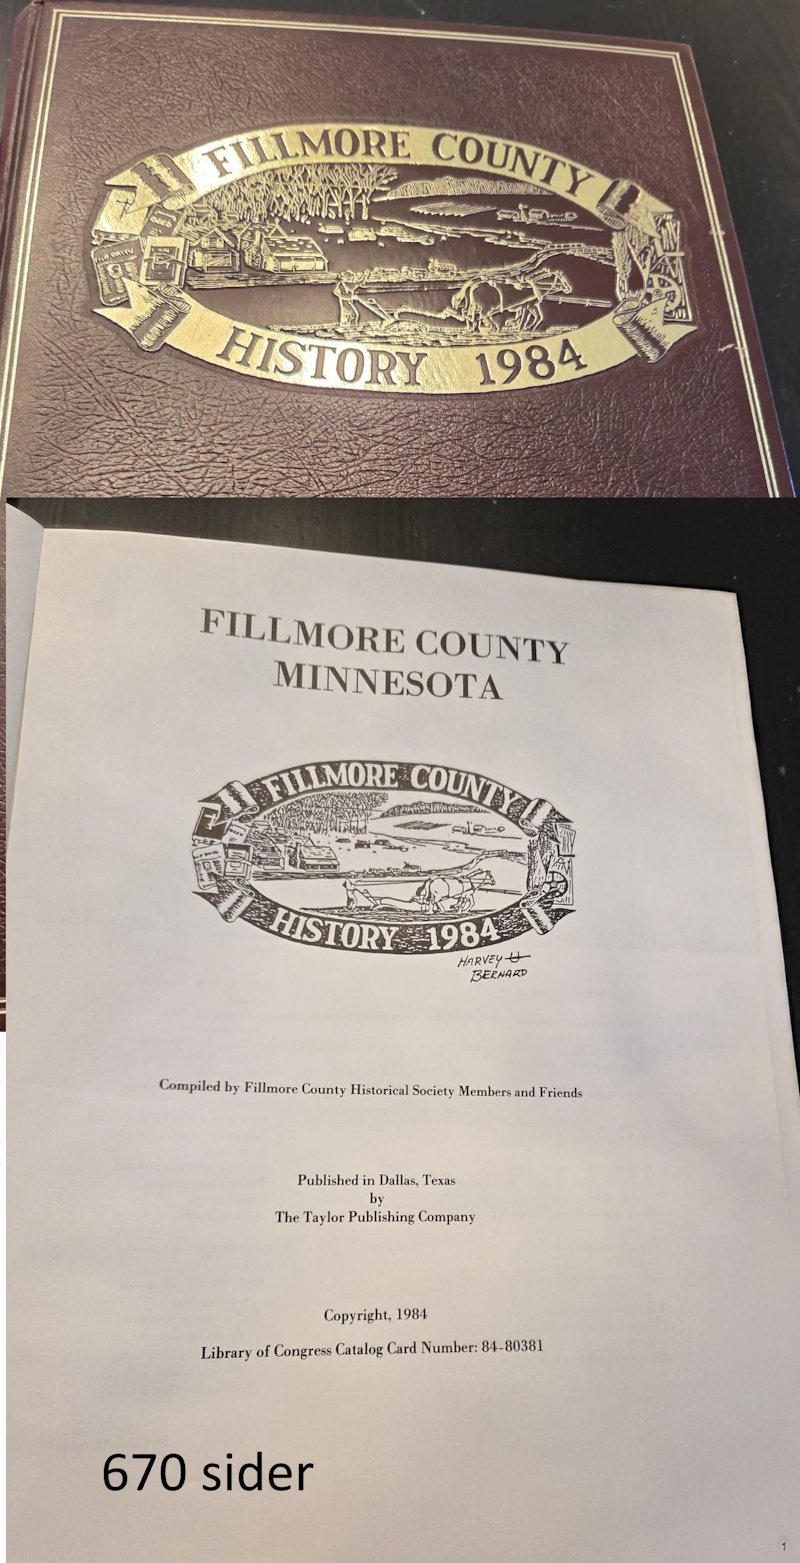 FILLMORE COUNTY
HISTORY 1984
FILLMORE COUNTY
MINNESOTA
FILLMORE COUNTY
HISTORY 1984
HARVEY
BERNARD
Compiled by Fillmore County Historical Society Members and Friends
Published in Dallas, Texas
by
The Taylor Publishing Company
Copyright, 1984
Library of Congress Catalog Card Number: 84-80381
670 sider
1